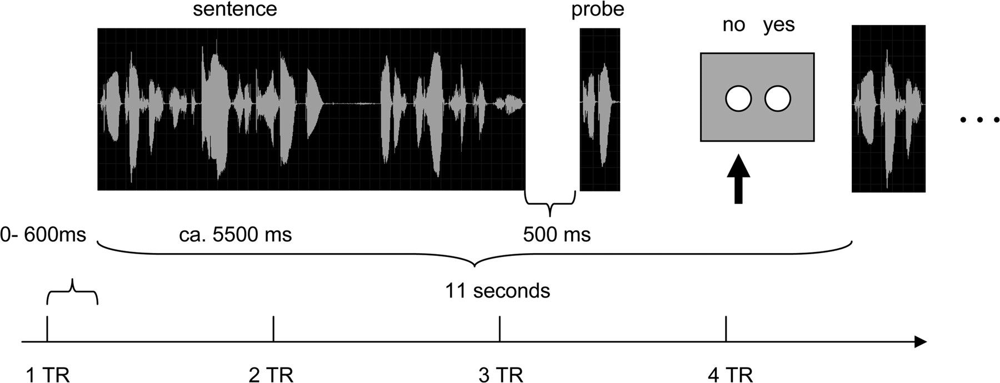 sentence
probe
no yes
0- 600ms
ca. 5500 ms
500 ms
11 seconds
1 TR
2 TR
3 TR
4 TR